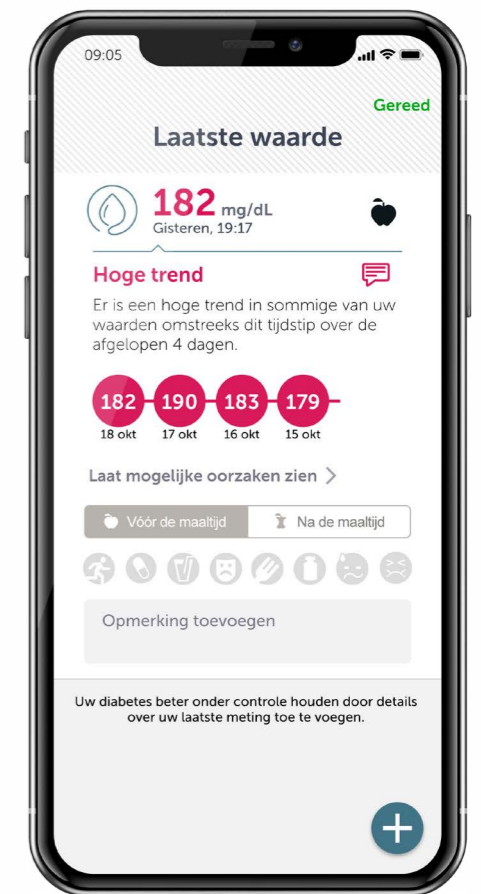 09:05
Gereed
Laatste waarde
182 mg/dL
Gisteren, 19:17
Hoge trend
Er is een hoge trend in sommige van uw
waarden omstreeks dit tijdstip over de
afgelopen 4 dagen.
182 190 183 179
18 okt 17 okt 16 okt 15 okt
Laat mogelijke oorzaken zien
Vóór de maaltijd Na de maaltijd
Opmerking toevoegen
Uw diabetes beter onder controle houden door details
over uw laatste meting toe te voegen.